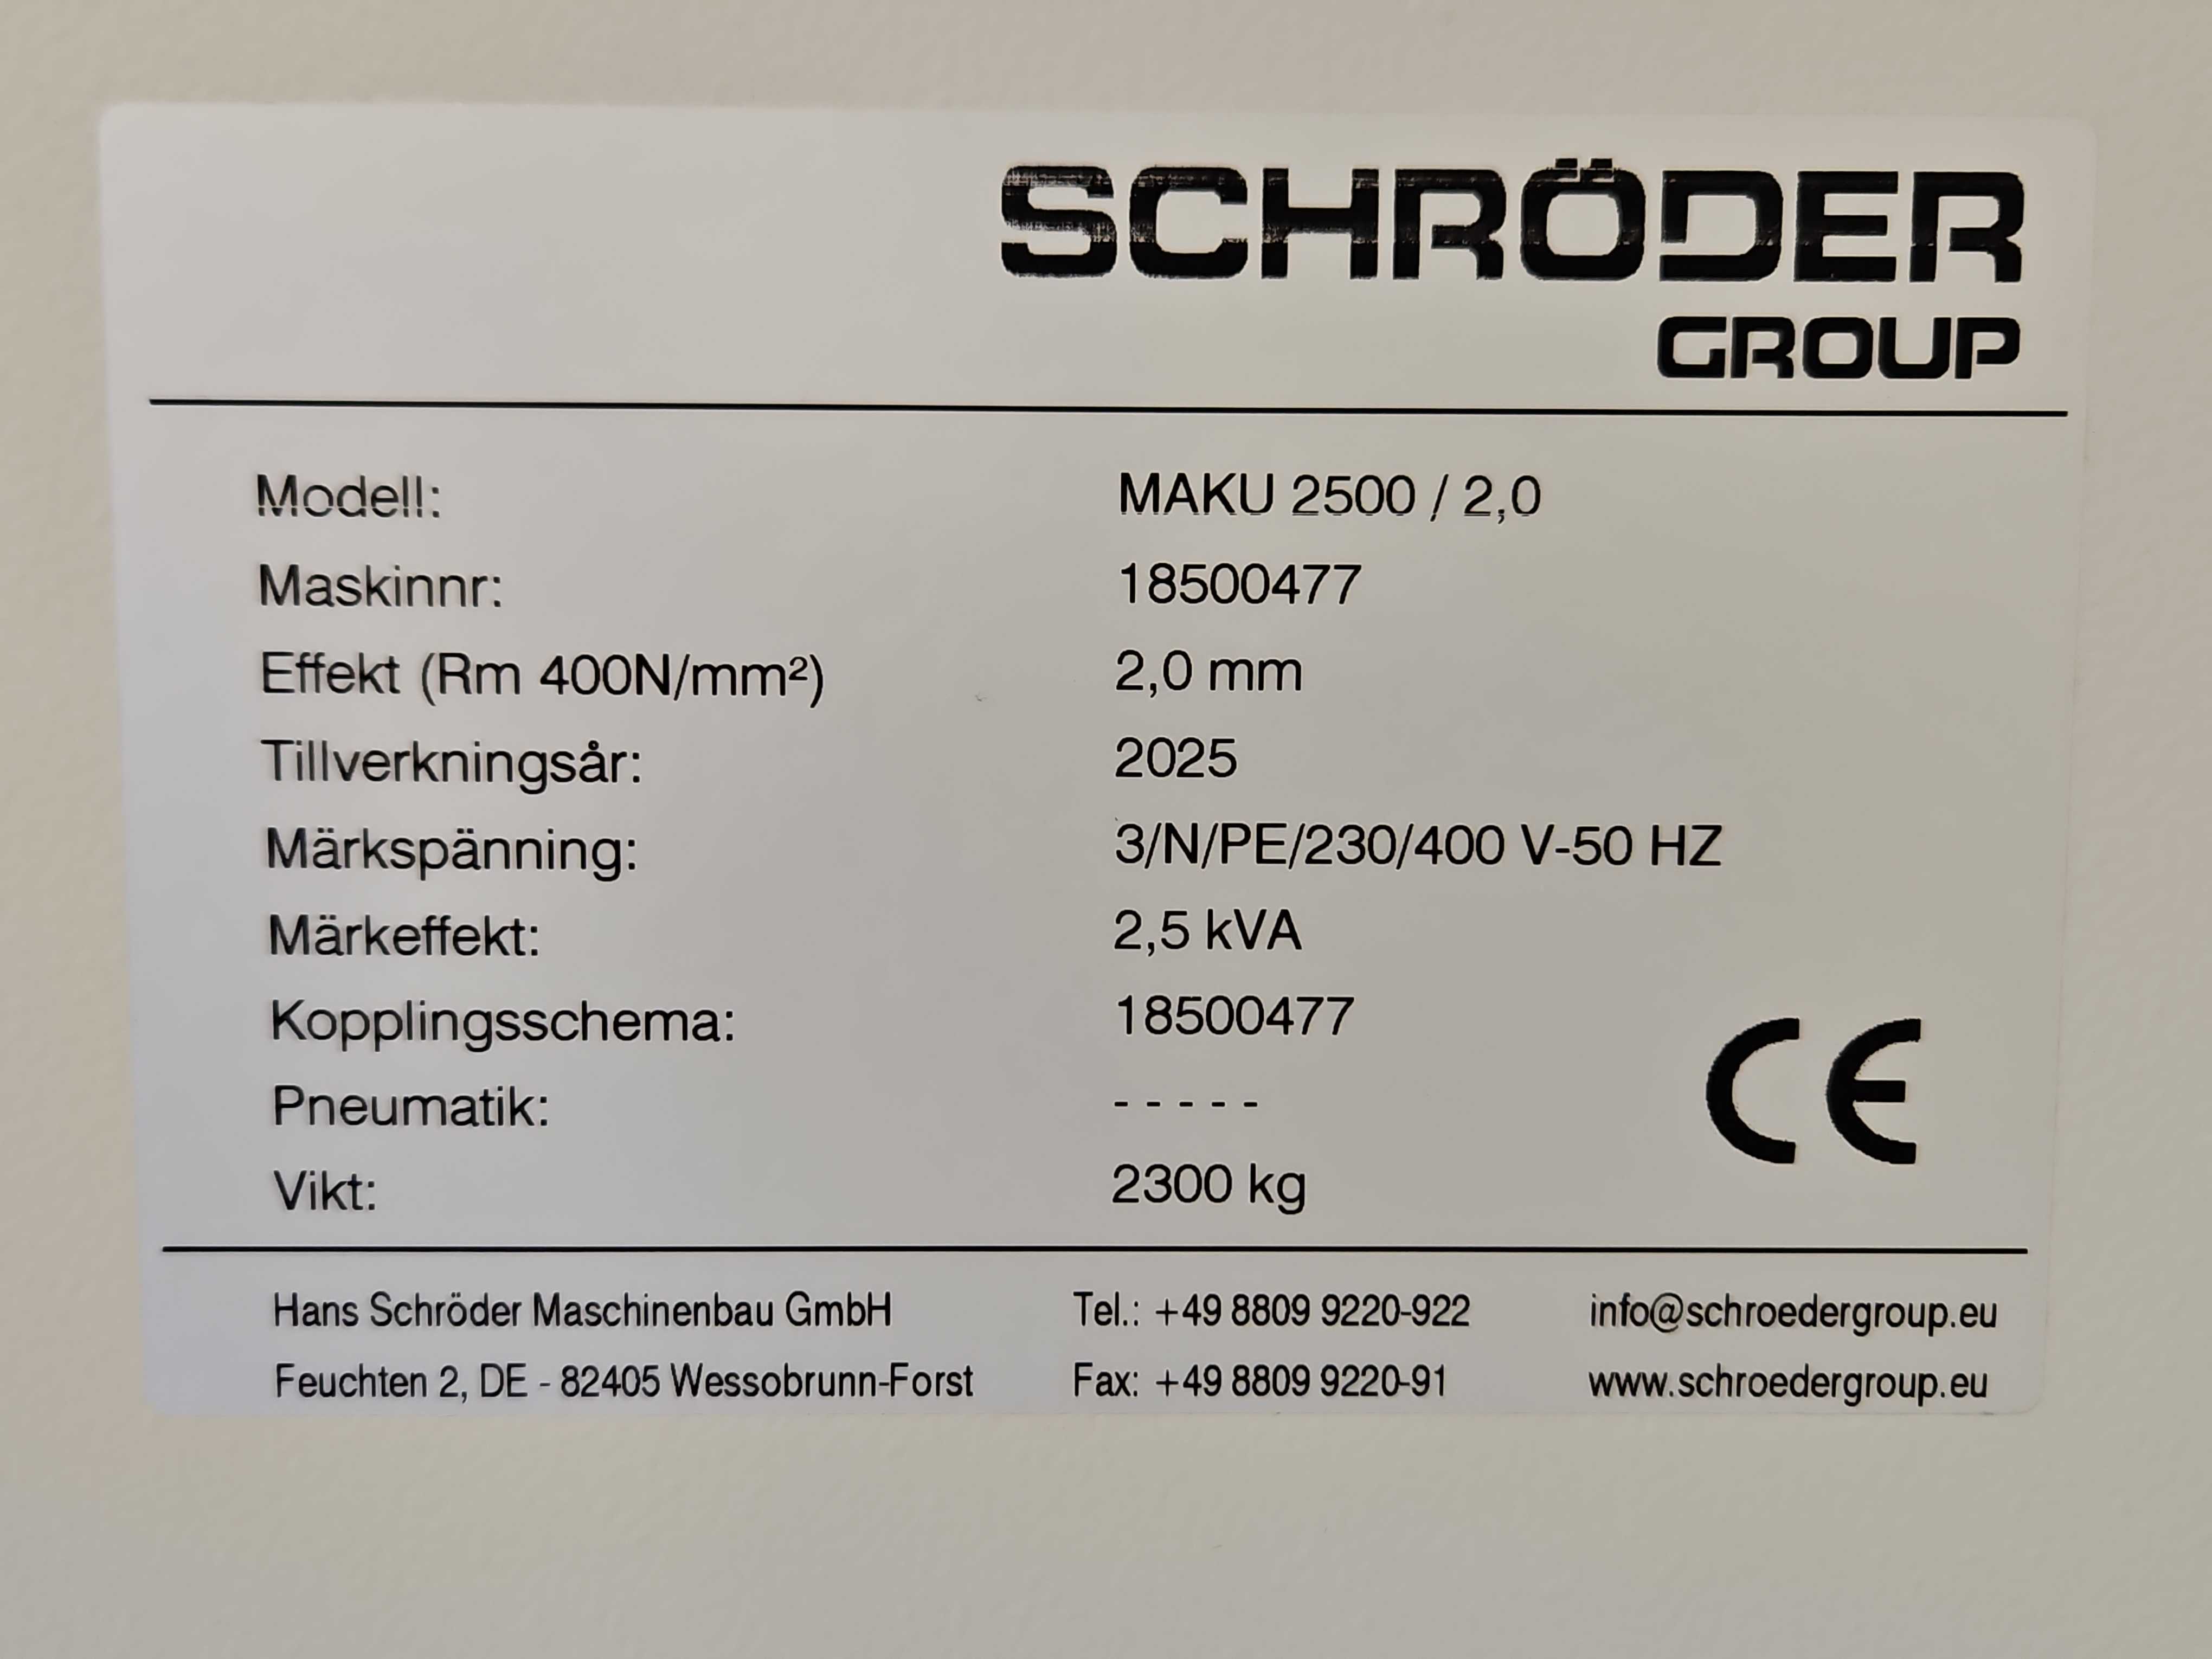 SCHRÖDER
GROUP
Modell: MAKU 2500 / 2,0
Maskinnr: 18500477
Effekt (Rm 400N/mm²) 2,0 mm
Tillverkningsår: 2025
Märkspänning: 3/N/PE/230/400 V-50 HZ
Märkeffekt: 2,5 kVA
Kopplingsschema: 18500477
Pneumatik: - - - - -
Vikt: 2300 kg
CE
Hans Schröder Maschinenbau GmbH Tel.: +49 8809 9220-922 info@schroedergroup.eu
Feuchten 2, DE - 82405 Wessobrunn-Forst Fax: +49 8809 9220-91 www.schroedergroup.eu